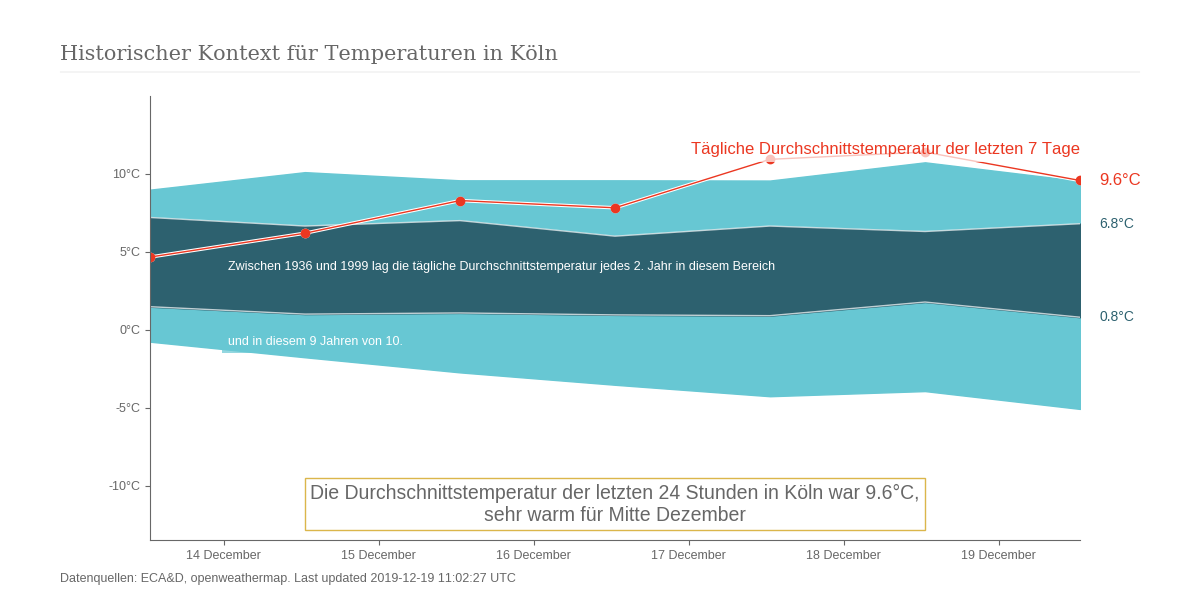 Historischer Kontext für Temperaturen in Köln
Tägliche Durchschnittstemperatur der letzten 7 Tage
10°C
9.6°C
6.8°C
5°C
Zwischen 1936 und 1999 lag die tägliche Durchschnittstemperatur jedes 2. Jahr in diesem Bereich
0.8°C
0°C
und in diesem 9 Jahren von 10.
-5°C
-10°C
Die Durchschnittstemperatur der letzten 24 Stunden in Köln war 9.6°C,
sehr warm für Mitte Dezember
14 December 15 December 16 December 17 December 18 December 19 December
Datenquellen: ECA&D, openweathermap. Last updated 2019-12-19 11:02:27 UTC